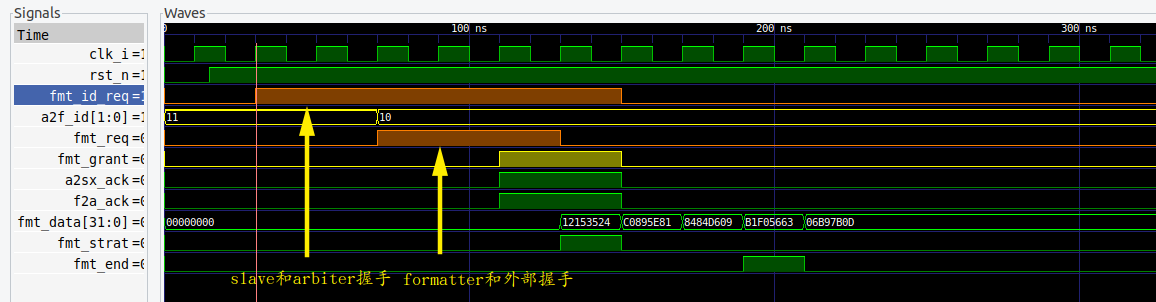 Signals
Waves
Time
0
100 ns
200 ns
300 ns
clk_i=1
rst_n=1
fmt_id_req=1
a2f_id[1:0]=1 11 10
fmt_req=0
fmt_grant=0
a2sx_ack=0
f2a_ack=0
fmt_data[31:0]=0 00000000 12153524 C0895E81 8484D609 B1F05663 06B97B0D
fmt_strat=0
fmt_end=0
slave和arbiter握手 formatter和外部握手